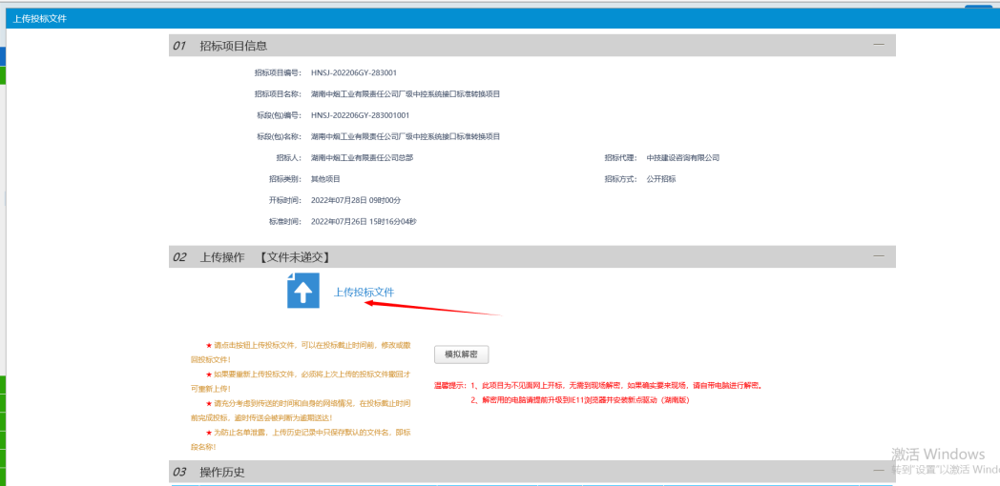 上传投标文件
01 招标项目信息
招标项目编号： HNSJ-202206GY-283001
招标项目名称： 湖南中烟工业有限责任公司厂级中控系统接口标准转换项目
标段(包)编号： HNSJ-202206GY-283001001
标段(包)名称： 湖南中烟工业有限责任公司厂级中控系统接口标准转换项目
招标人： 湖南中烟工业有限责任公司总部 招标代理： 中技建设咨询有限公司
招标类别： 其他项目 招标方式： 公开招标
开标时间： 2022年07月28日 09时00分
标准时间： 2022年07月26日 15时16分04秒
02 上传操作 【文件未递交】
上传投标文件
★ 请点击按钮上传投标文件，可以在投标截止时间前，修改或撤
回投标文件！
★ 如果要重新上传投标文件，必须将上次上传的投标文件撤回才
可重新上传！
★ 请充分考虑到传送的时间和自身的网络情况，在投标截止时间
前完成投标，逾时传送会被判断为逾期送达！
★ 为防止名单泄露，上传历史记录中只保存默认的文件名，即标
段名称！
模拟解密
温馨提示：1、此项目为不见面网上开标，无需到现场解密，如果确实要来现场，请自带电脑进行解密。
2、解密用的电脑请提前升级到IE11浏览器并安装新点驱动（湖南版）
03 操作历史
激活 Windows
转到"设置"以激活 Wind